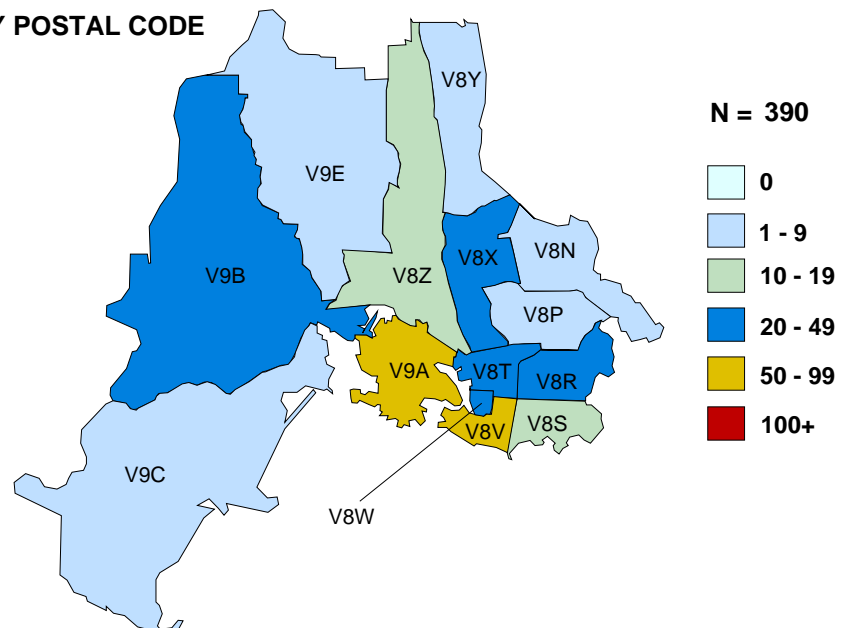 Y POSTAL CODE
V8Y
N = 390
V9E
0
1 - 9
V8N
V9B
V8Z
V8X
10 - 19
V8P
20 - 49
V9A
V8T
V8R
50 - 99
V8V
V8S
100+
V9C
V8W